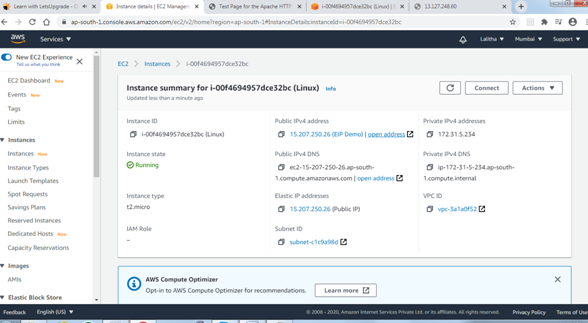 Learn with LetsUpgrade - D
Instance details | EC2 Managem
Test Page for the Apache HTTP
i-00f4694957dce32bc (Linux) |
13.127.248.80
ap-south-1.console.aws.amazon.com/ec2/v2/home?region=ap-south-1#InstanceDetails:instanceId=i-00f4694957dce32bc
aws
Services
Lalitha
Mumbai
Support
New EC2 Experience
Tell us what you think
EC2 Dashboard New
Events New
Tags
Limits
Instances
Instances New
Instance Types
Launch Templates
Spot Requests
Savings Plans
Reserved Instances
Dedicated Hosts New
Capacity Reservations
Images
AMIs
Elastic Block Store
EC2 > Instances > i-00f4694957dce32bc
Instance summary for i-00f4694957dce32bc (Linux) Info
Updated less than a minute ago
Connect
Actions
Instance ID
i-00f4694957dce32bc (Linux)
Public IPv4 address
15.207.250.26 (EIP Demo) | open address
Private IPv4 addresses
172.31.5.234
Instance state
Running
Public IPv4 DNS
ec2-15-207-250-26.ap-south-
1.compute.amazonaws.com | open address
Private IPv4 DNS
ip-172-31-5-234.ap-south-
1.compute.internal
Instance type
t2.micro
Elastic IP addresses
15.207.250.26 (Public IP)
VPC ID
vpc-3a1a0f52
IAM Role
–
Subnet ID
subnet-c1c9a98d
AWS Compute Optimizer
Opt-in to AWS Compute Optimizer for recommendations.
Learn more
Feedback
English (US)
© 2008 - 2020, Amazon Internet Services Private Ltd. or its affiliates. All rights reserved.
Privacy Policy
Terms of Us